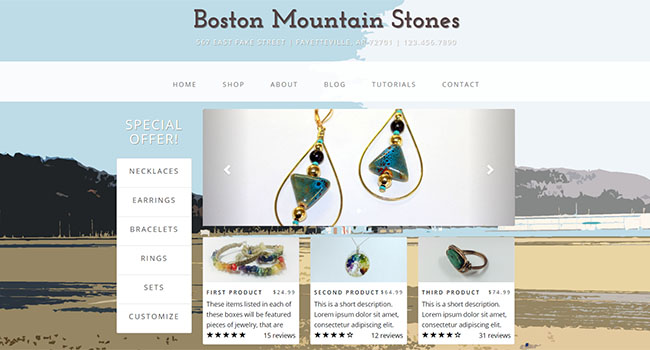 Boston Mountain Stones
567 EAST FAKE STREET | FAYETTEVILLE, AR 72701 | 123.456.7890
HOME SHOP ABOUT BLOG TUTORIALS CONTACT
SPECIAL
OFFER!
NECKLACES
EARRINGS
BRACELETS
RINGS
SETS
CUSTOMIZE
FIRST PRODUCT $24.99
These items listed in each of
these boxes will be featured
pieces of jewelry, that are
15 reviews
SECOND PRODUCT $64.99
This is a short description.
Lorem ipsum dolor sit amet,
consectetur adipiscing elit.
12 reviews
THIRD PRODUCT $74.99
This is a short description.
Lorem ipsum dolor sit amet,
consectetur adipiscing elit.
31 reviews